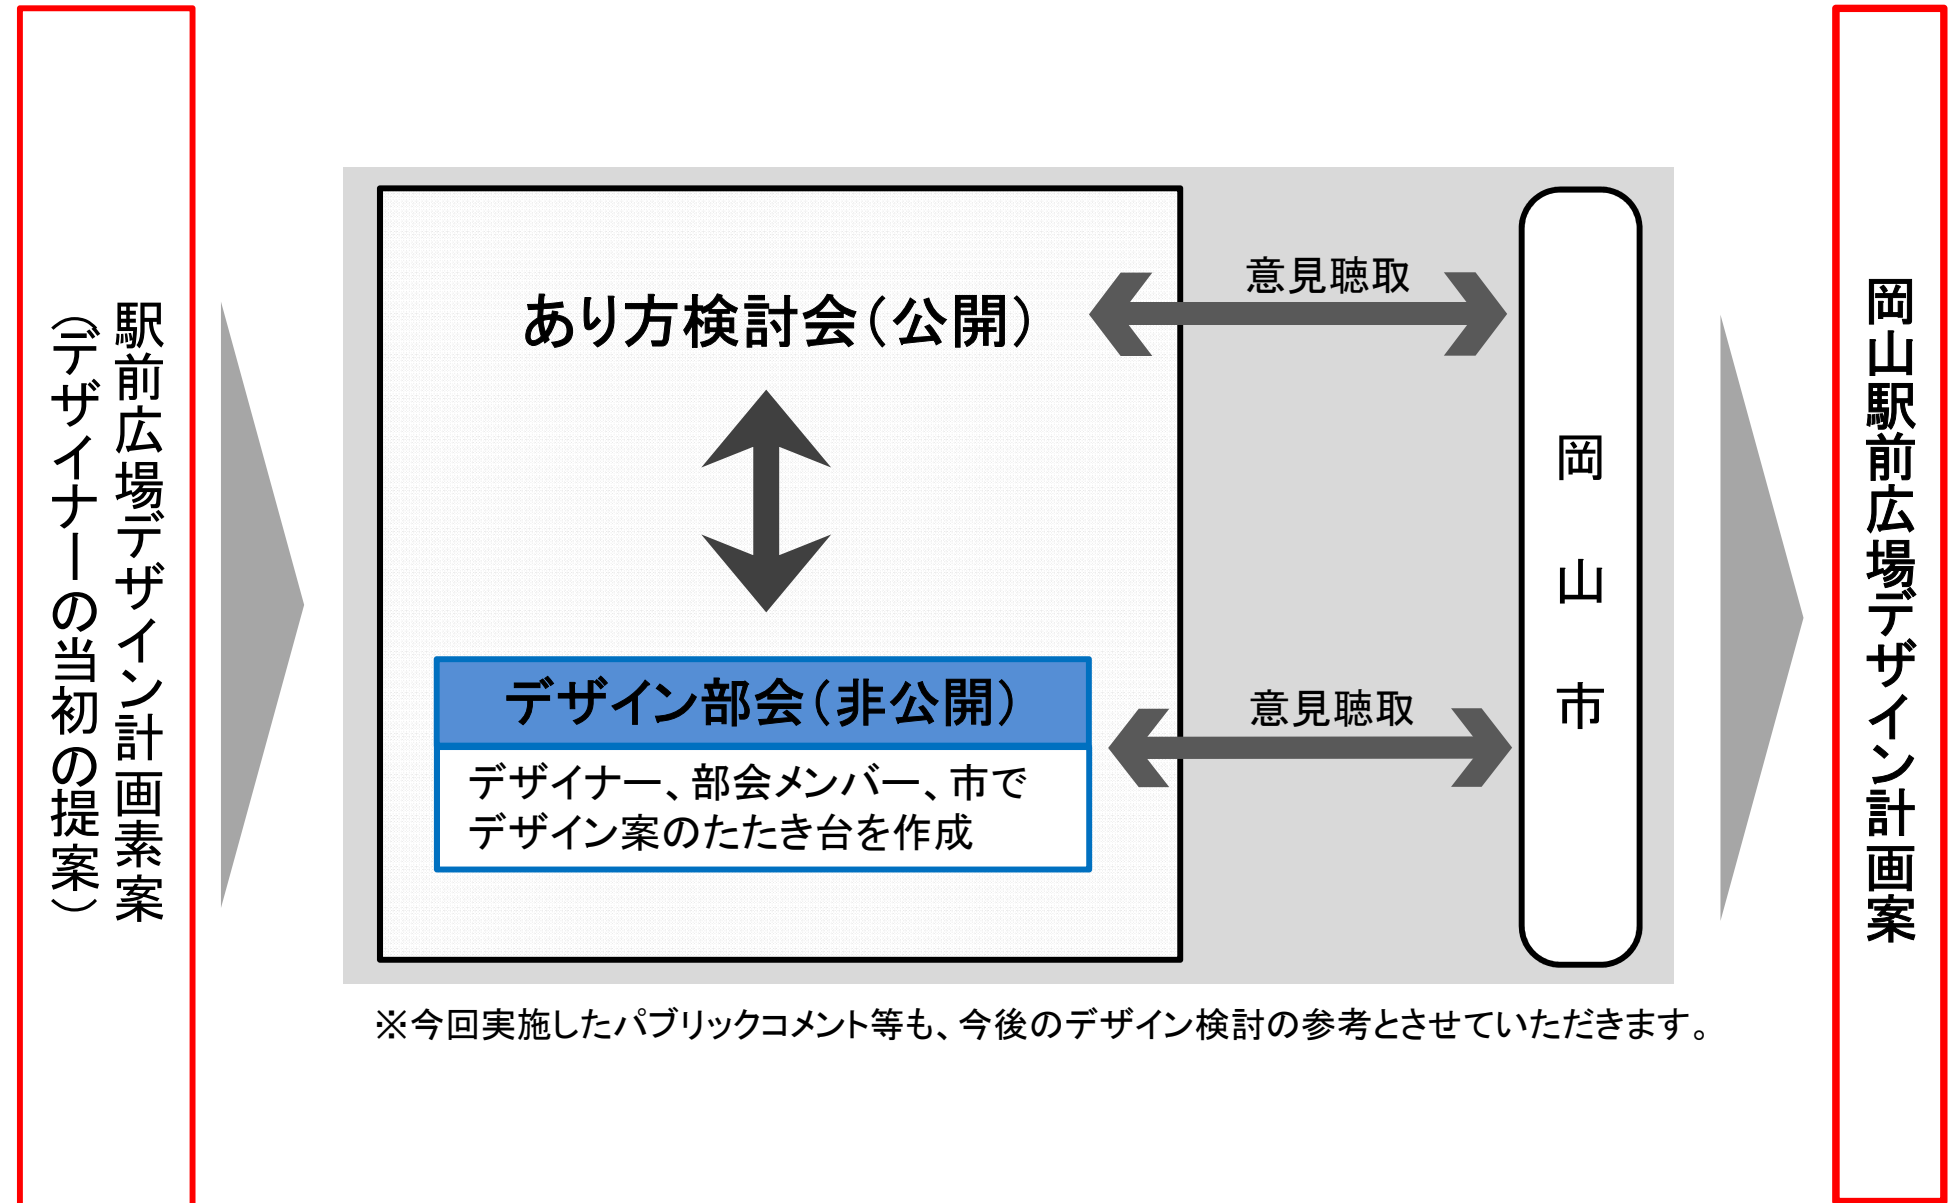 駅前広場デザイン計画素案
（デザイナーの当初の提案）
あり方検討会（公開）
意見聴取
デザイン部会（非公開）
デザイナー、部会メンバー、市で
デザイン案のたたき台を作成
意見聴取
岡山市
※今回実施したパブリックコメント等も、今後のデザイン検討の参考とさせていただきます。
岡山駅前広場デザイン計画案